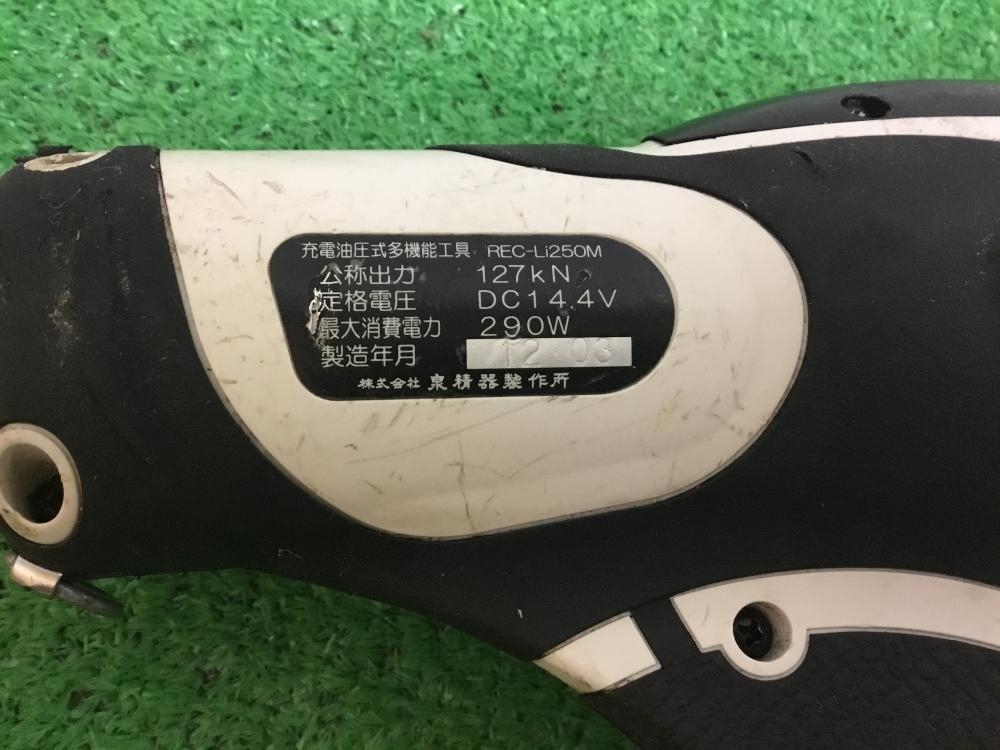 充電油圧式多機能工具 REC-Li250M
公称出力 127kN
定格電圧 DC14.4V
最大消費電力 290W
製造年月 12 03
株式会社 泉精器製作所